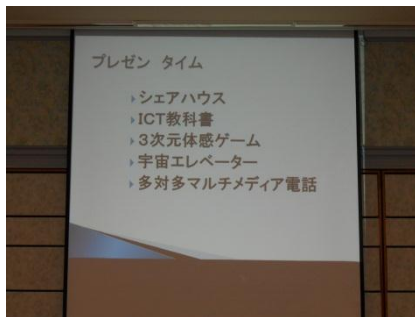 プレゼン タイム
シェアハウス
ICT教科書
3次元体感ゲーム
宇宙エレベーター
多対多マルチメディア電話